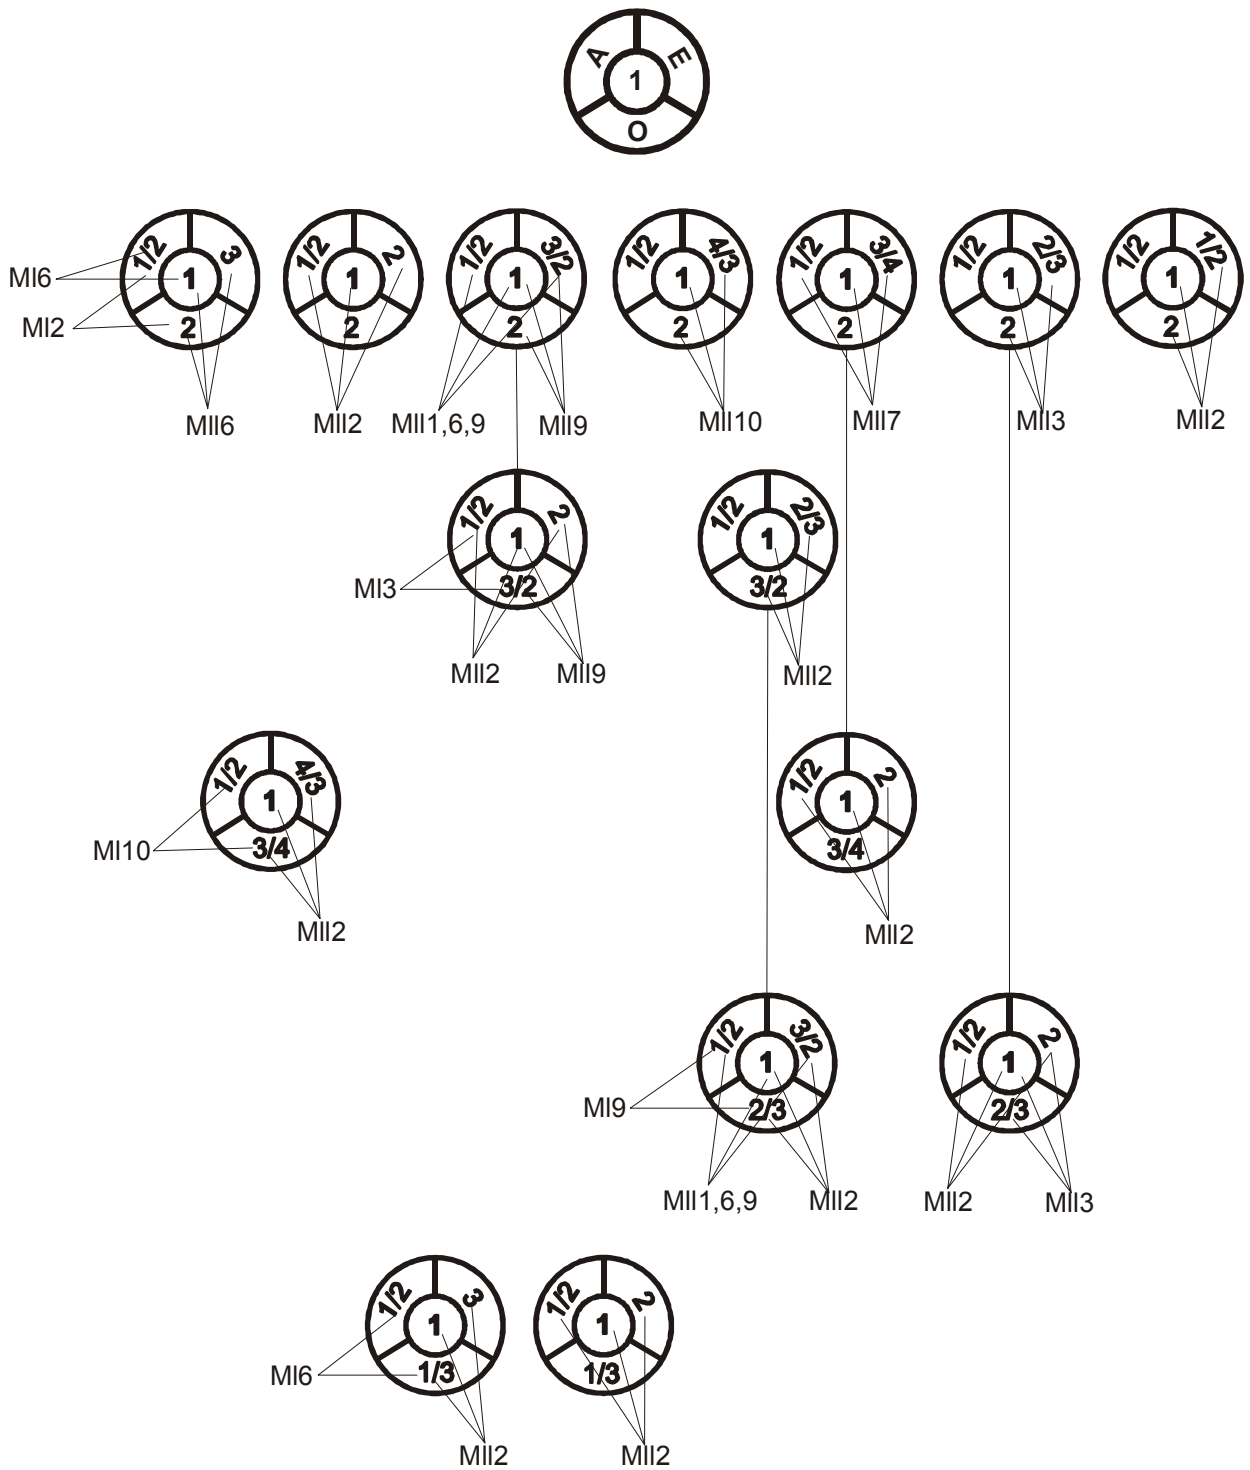 A E
1
O
1/2 3 1/2 2 1/2 3/2 1/2 4/3 1/2 3/4 1/2 2/3 1/2 1/2
MI6 1 1 1 1 1 1 1
MI2 2 2 2 2 2 2 2
MII6 MII2 MII1,6,9 MII9 MII10 MII7 MII3 MII2
1/2 2 1/2 2/3
1 1
MI3 3/2 3/2
MII2 MII9 MII2
1/2 4/3 1/2 2
1 1
MI10 3/4 3/4
MII2 MII2
1/2 3/2 1/2 2
1 1
MI9 2/3 2/3
MII1,6,9 MII2 MII2 MII3
1/2 3 1/2 2
1 1
MI6 1/3 1/3
MII2 MII2